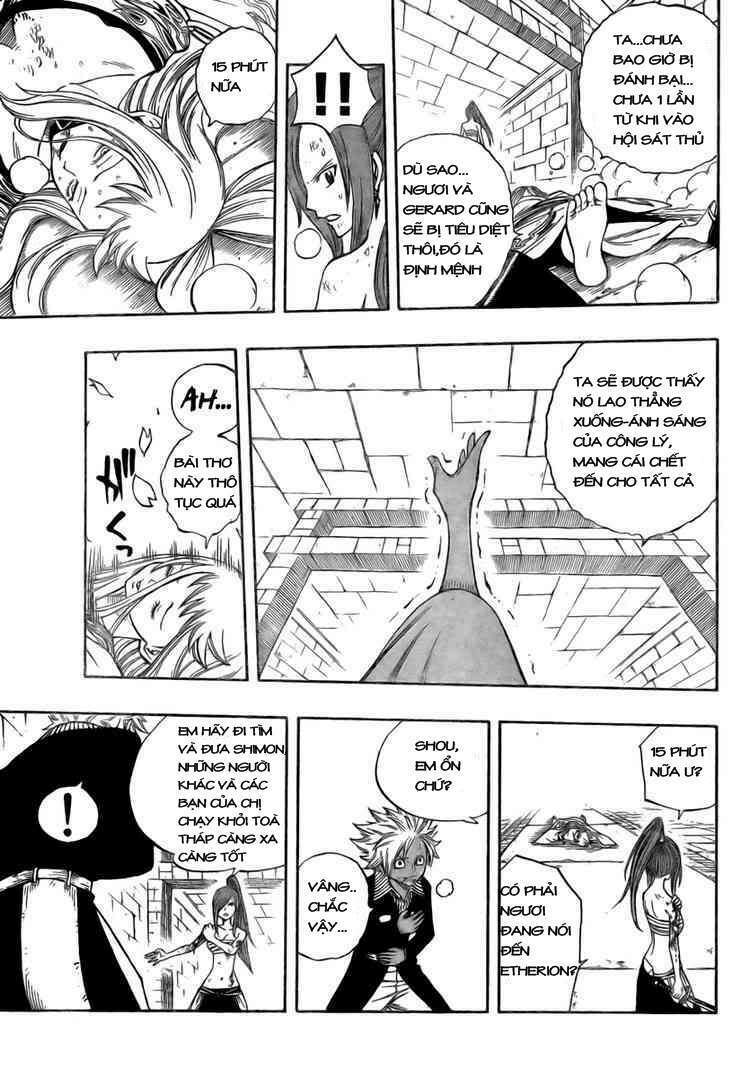 TA...CHƯA
BAO GIỜ BỊ
ĐÁNH BẠI...
CHƯA 1 LẦN
TỪ KHI VÀO
HỘI SÁT THỦ
DÙ SAO...
NGƯƠI VÀ
GERARD CŨNG
SẼ BỊ TIÊU DIỆT
THÔI,ĐÓ LÀ
ĐỊNH MỆNH
!!
15 PHÚT
NỮA
TA SẼ ĐƯỢC THẤY
NÓ LAO THẲNG
XUỐNG-ÁNH SÁNG
CỦA CÔNG LÝ,
MANG CÁI CHẾT
ĐẾN CHO TẤT CẢ
AH...
BÀI THƠ
NÀY THÔ
TỤC QUÁ
がくっ
15 PHÚT
NỮA Ư?
CÓ PHẢI
NGƯƠI
ĐANG NÓI
ĐẾN
ETHERION?
SHOU,
EM ỔN
CHỨ?
VÂNG..
CHẮC
VẬY...
EM HÃY ĐI TÌM
VÀ ĐƯA SHIMON,
NHỮNG NGƯỜI
KHÁC VÀ CÁC
BẠN CỦA CHỊ
CHẠY KHỎI TOÀ
THÁP CÀNG XA
CÀNG TỐT
!